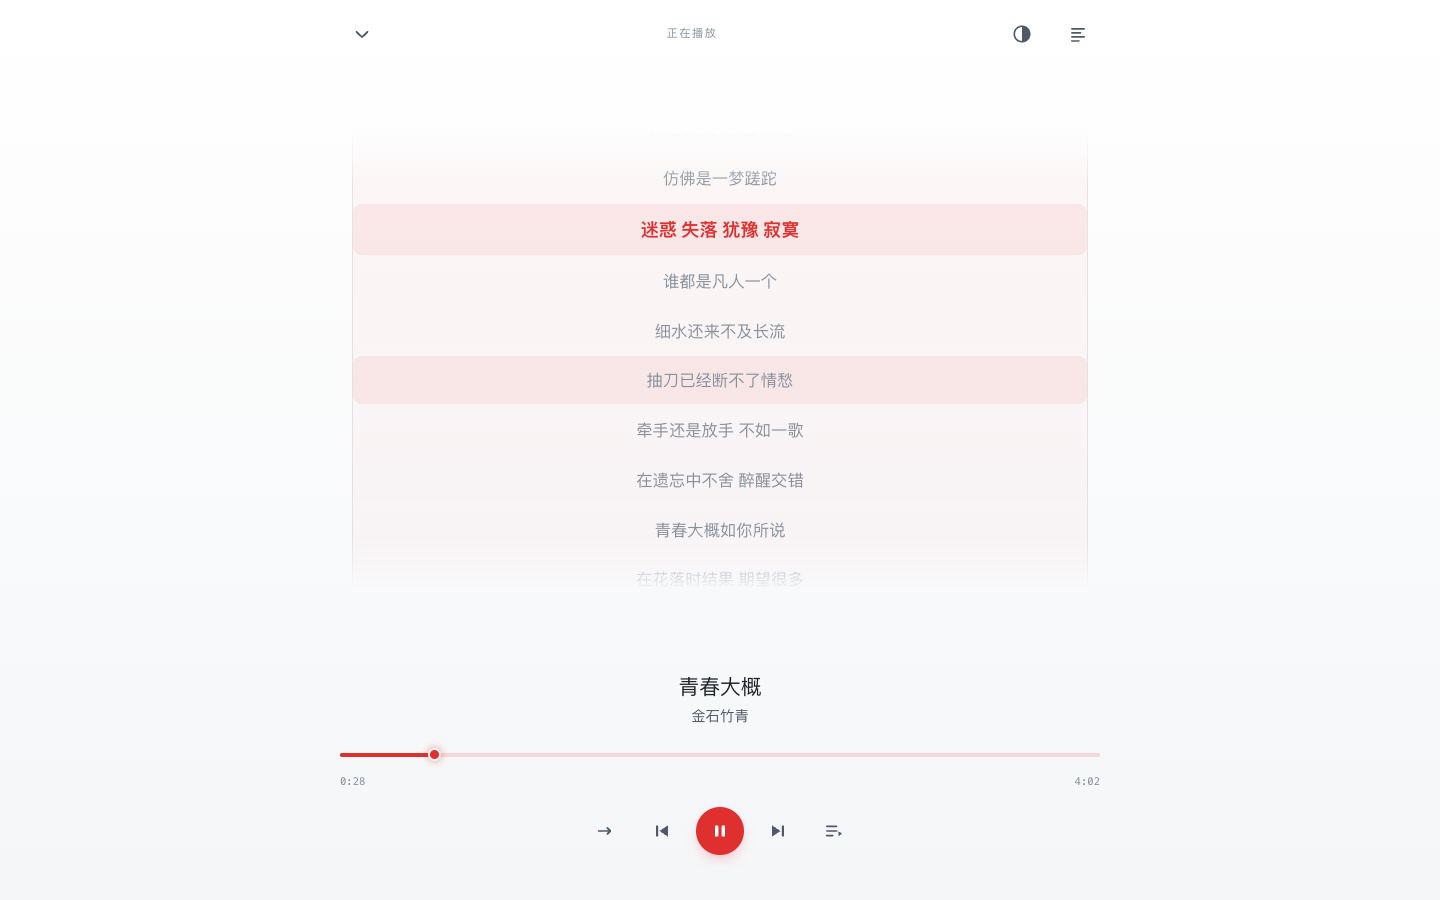 正在播放
仿佛是一梦蹉跎
迷惑 失落 犹豫 寂寞
谁都是凡人一个
细水还来不及长流
抽刀已经断不了情愁
牵手还是放手 不如一歌
在遗忘中不舍 醉醒交错
青春大概如你所说
在花落时结果 期望很多
青春大概
金石竹青
0:28
4:02